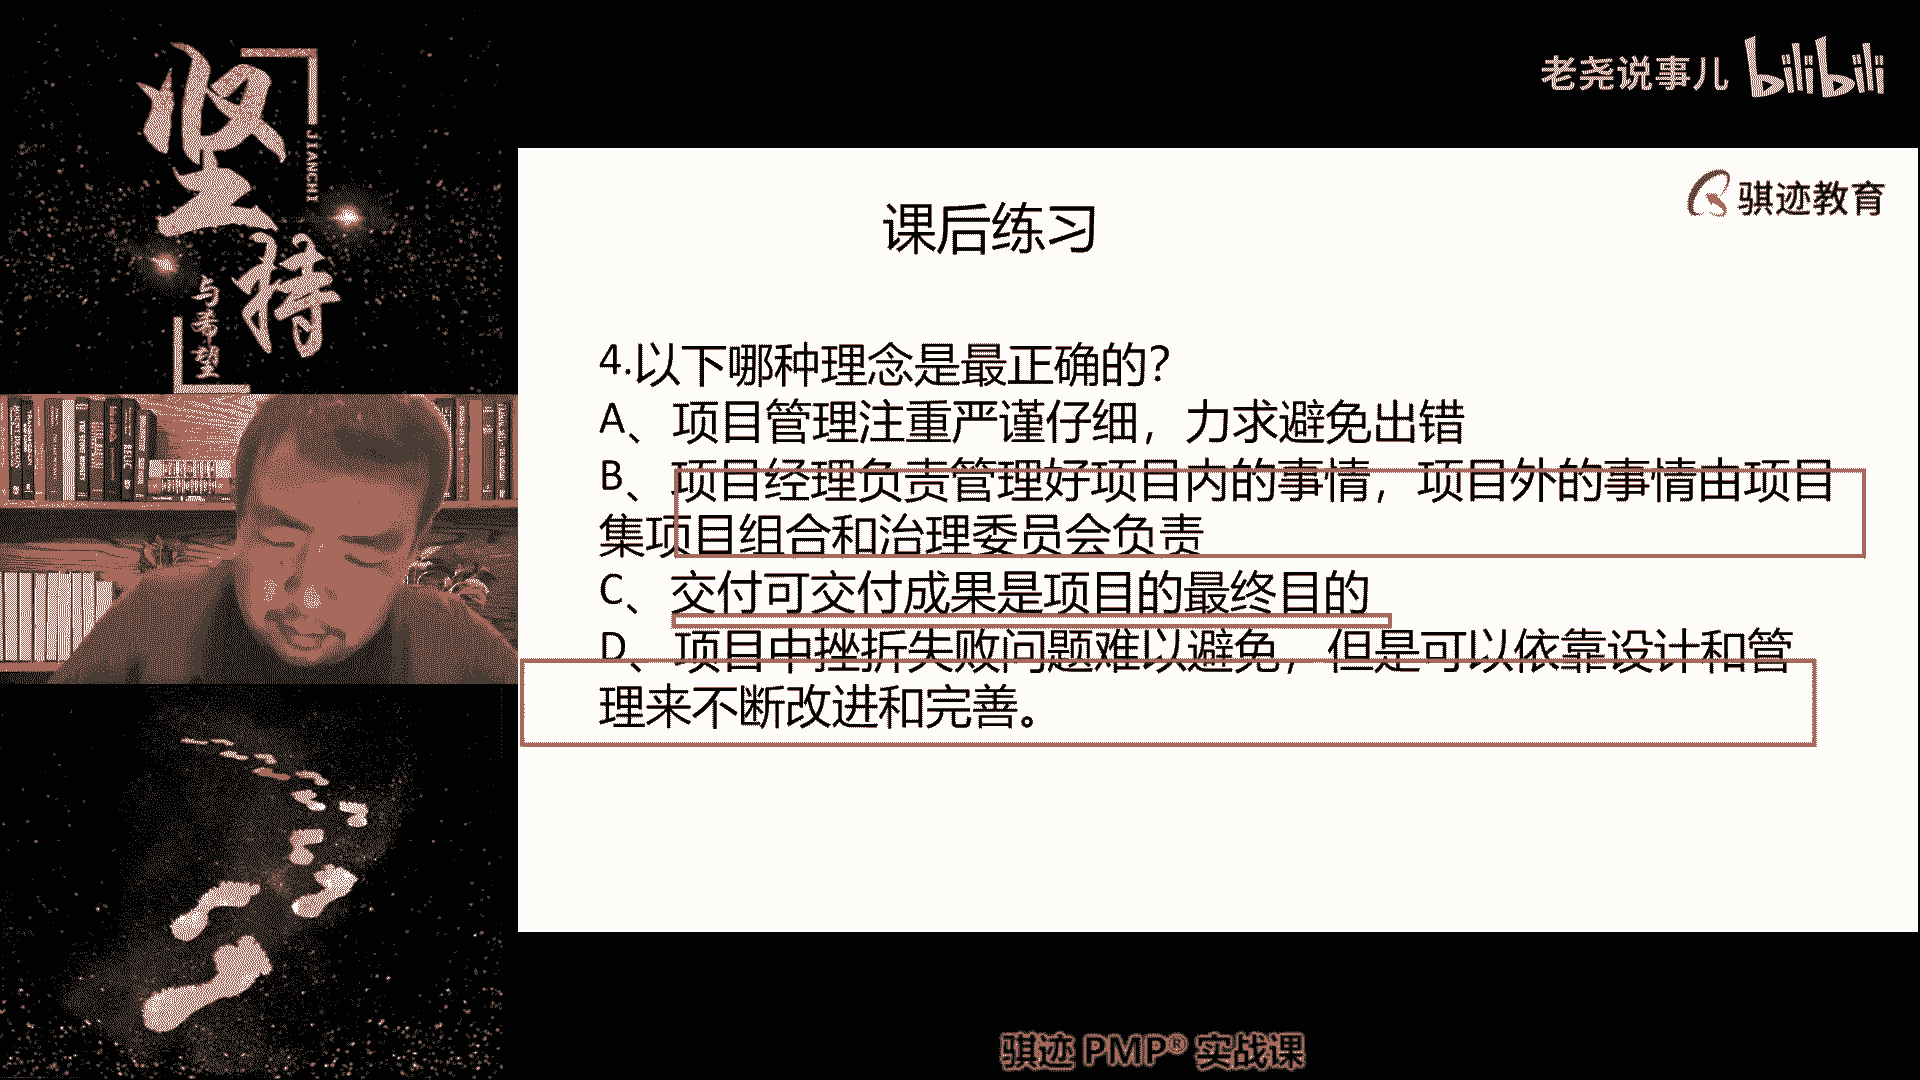 坚持
JIANCHI
与希望
老尧说事儿 bilibili
骐迹教育
课后练习
4.以下哪种理念是最正确的？
A、项目管理注重严谨仔细，力求避免出错
B、项目经理负责管理好项目内的事情，项目外的事情由项目
集项目组合和治理委员会负责
C、交付可交付成果是项目的最终目的
D、项目中挫折失败问题难以避免，但是可以依靠设计和管
理来不断改进和完善。
骐迹 PMP® 实战课